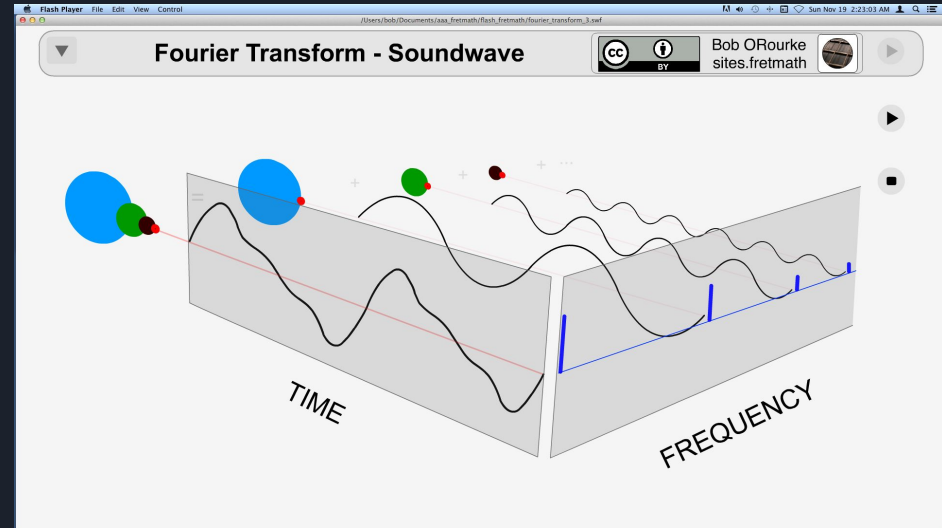 Flash Player File Edit View Control
Sun Nov 19 2:23:03 AM
/Users/bob/Documents/aaa_fretmath/flash_fretmath/fourier_transform_3.swf
Fourier Transform - Soundwave
cc
BY
Bob ORourke
sites.fretmath
+ + + ...
=
TIME
FREQUENCY